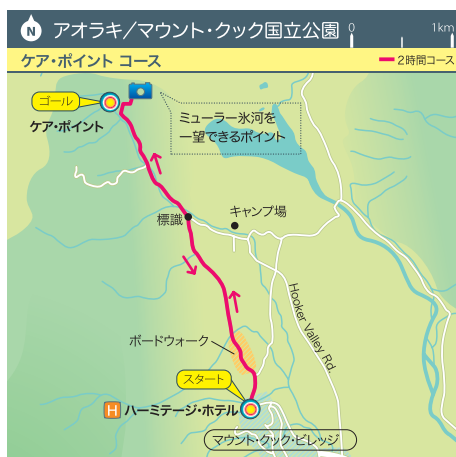 N
アオラキ/マウント・クック国立公園
0 1km
ケア・ポイント コース
2時間コース
ゴール
ケア・ポイント
ミューラー氷河を
一望できるポイント
標識
キャンプ場
Hooker Valley Rd.
ボードウォーク
スタート
H ハーミテージ・ホテル
マウント・クック・ビレッジ